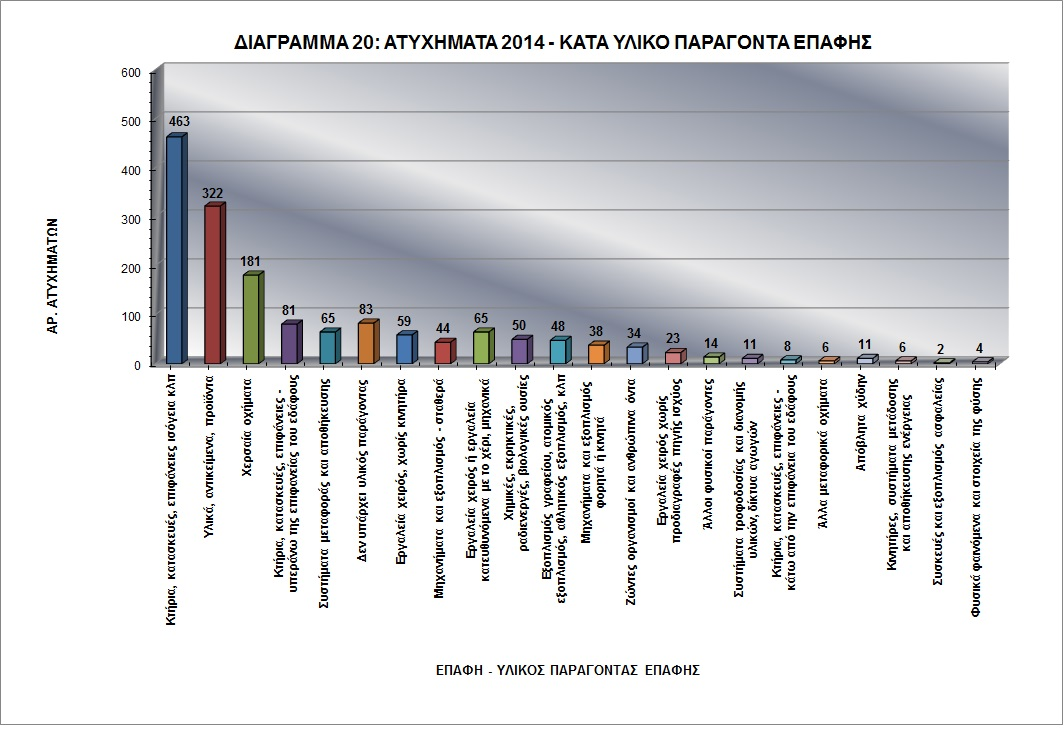 ΔΙΑΓΡΑΜΜΑ 20: ΑΤΥΧΗΜΑΤΑ 2014 - ΚΑΤΑ ΥΛΙΚΟ ΠΑΡΑΓΟΝΤΑ ΕΠΑΦΗΣ
ΑΡ. ΑΤΥΧΗΜΑΤΩΝ
600
500
400
300
200
100
0
463
322
181
81
65
83
59
44
65
50
48
38
34
23
14
11
8
6
11
6
2
4
Κτήρια, κατασκευές, επιφάνειες ισόγεια κλπ
Υλικά, αντικείμενα, προϊόντα
Χερσαία οχήματα
Κτήρια, κατασκευές, επιφάνειες -
υπεράνω της επιφανείας του εδάφους
Συστήματα μεταφοράς και αποθήκευσης
Δεν υπάρχει υλικός παράγοντας
Εργαλεία χειρός, χωρίς κινητήρα
Μηχανήματα και εξοπλισμός - σταθερά
Εργαλεία χειρός ή εργαλεία
κατευθυνόμενα με το χέρι, μηχανικά
Χημικές, εκρηκτικές,
ραδιενεργές, βιολογικές ουσίες
Εξοπλισμός γραφείου, ατομικός
εξοπλισμός, αθλητικός εξοπλισμός, κλπ
Μηχανήματα και εξοπλισμός
φορητά ή κινητά
Ζώντες οργανισμοί και ανθρώπινα όντα
Εργαλεία χειρός χωρίς
προδιαγραφές πηγής ισχύος
Άλλοι φυσικοί παράγοντες
Συστήματα τροφοδοσίας και διανομής
υλικών, δίκτυα αγωγών
Κτήρια, κατασκευές, επιφάνειες -
κάτω από την επιφάνεια του εδάφους
Άλλα μεταφορικά οχήματα
Απόβλητα χύδην
Κινητήρες, συστήματα μετάδοσης
και αποθήκευσης ενέργειας
Συσκευές και εξοπλισμός ασφαλείας
Φυσικά φαινόμενα και στοιχεία της φύσης
ΕΠΑΦΗ - ΥΛΙΚΟΣ ΠΑΡΑΓΟΝΤΑΣ ΕΠΑΦΗΣ